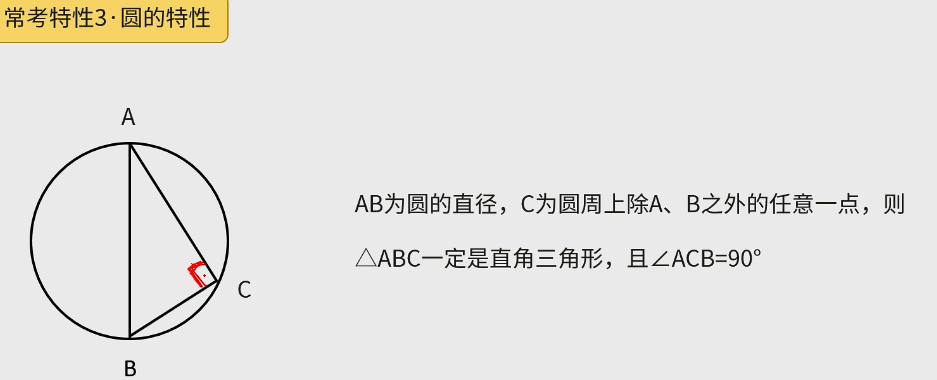 常考特性3·圆的特性
A
AB为圆的直径，C为圆周上除A、B之外的任意一点，则
△ABC一定是直角三角形，且∠ACB=90°
C
B